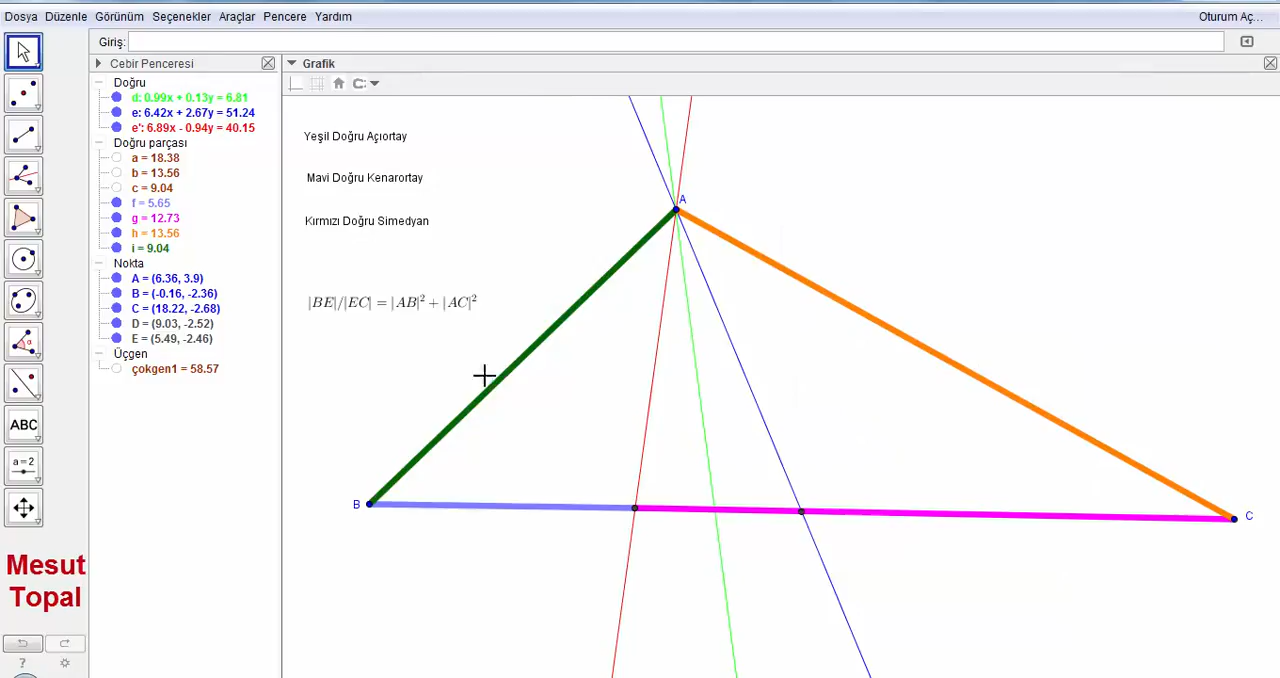 Dosya Düzenle Görünüm Seçenekler Araçlar Pencere Yardım Oturum Aç...
Giriş:
Cebir Penceresi
Grafik
Doğru
d: 0.99x + 0.13y = 6.81
e: 6.42x + 2.67y = 51.24
e': 6.89x - 0.94y = 40.15
Doğru parçası
a = 18.38
b = 13.56
c = 9.04
f = 5.65
g = 12.73
h = 13.56
i = 9.04
Nokta
A = (6.36, 3.9)
B = (-0.16, -2.36)
C = (18.22, -2.68)
D = (9.03, -2.52)
E = (5.49, -2.46)
Üçgen
çokgen1 = 58.57
Yeşil Doğru Açıortay
Mavi Doğru Kenarortay
Kırmızı Doğru Simedyan
|BE|/|EC| = |AB|² + |AC|²
A
B
C
α
ABC
a=2
Mesut
Topal
?